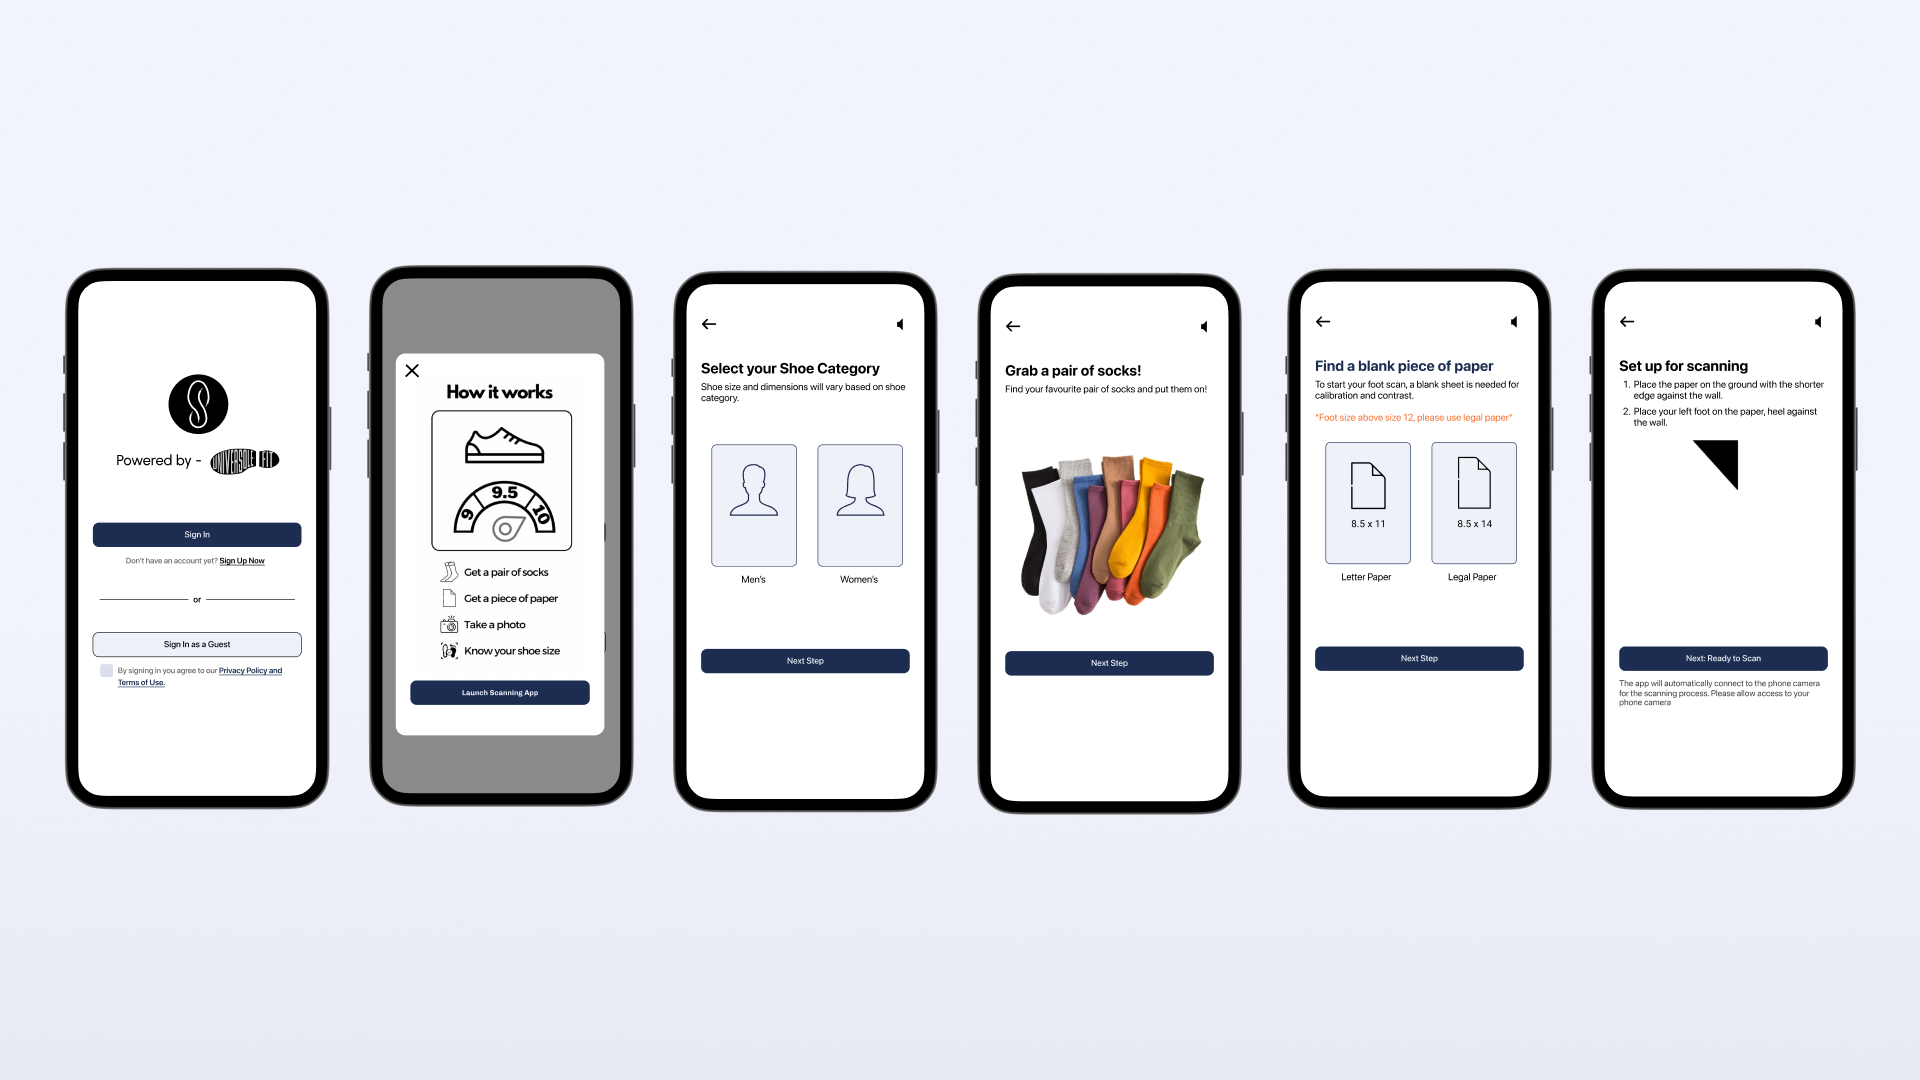 Powered by - UNIVERSOLE FIT
Sign In
Don't have an account yet? Sign Up Now
or
Sign In as a Guest
By signing in you agree to our Privacy Policy and
Terms of Use.
How it works
9 9.5 10
Get a pair of socks
Get a piece of paper
Take a photo
Know your shoe size
Launch Scanning App
Select your Shoe Category
Shoe size and dimensions will vary based on shoe
category.
Men's
Women's
Next Step
Grab a pair of socks!
Find your favourite pair of socks and put them on!
Next Step
Find a blank piece of paper
To start your foot scan, a blank sheet is needed for
calibration and contrast.
*Foot size above size 12, please use legal paper*
8.5 x 11
8.5 x 14
Letter Paper
Legal Paper
Next Step
Set up for scanning
1. Place the paper on the ground with the shorter
edge against the wall.
2. Place your left foot on the paper, heel against
the wall.
Next: Ready to Scan
The app will automatically connect to the phone camera
for the scanning process. Please allow access to your
phone camera